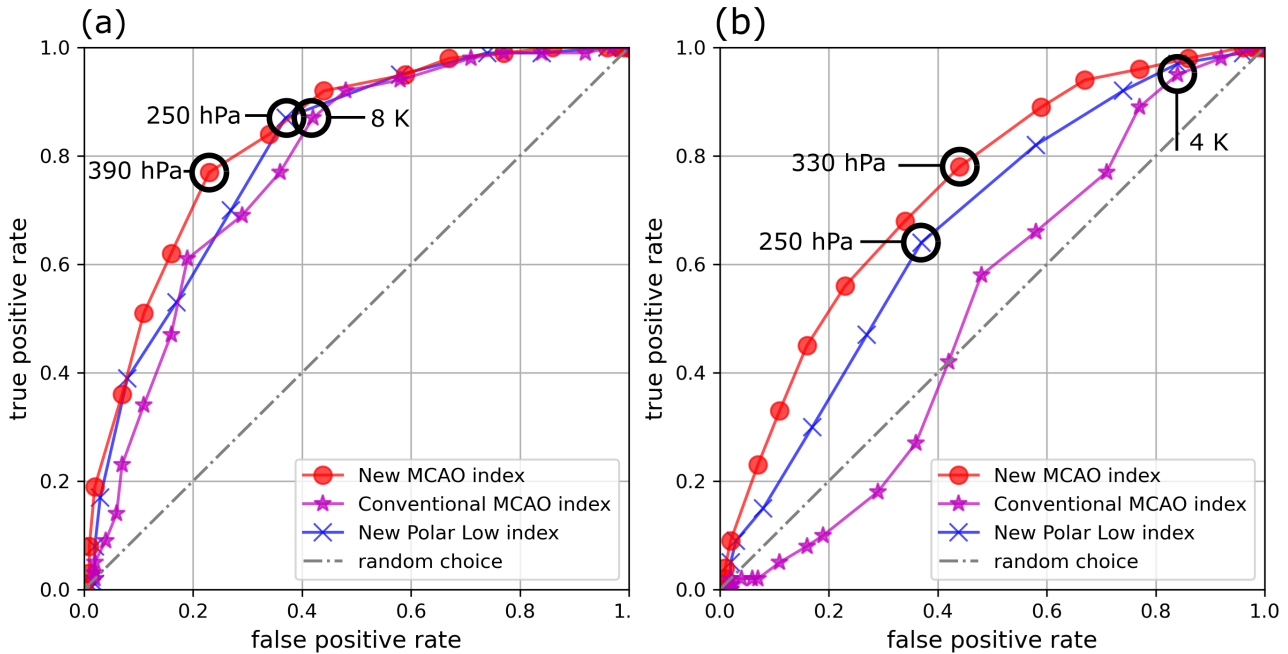 (a)
1.0
0.8
0.6
0.4
0.2
0.0
true positive rate
250 hPa
8 K
390 hPa
New MCAO index
Conventional MCAO index
New Polar Low index
random choice
0.0
0.2
0.4
0.6
0.8
1.
false positive rate
(b)
1.0
0.8
0.6
0.4
0.2
0.0
true positive rate
4 K
330 hPa
250 hPa
New MCAO index
Conventional MCAO index
New Polar Low index
random choice
0.0
0.2
0.4
0.6
0.8
1.0
false positive rate